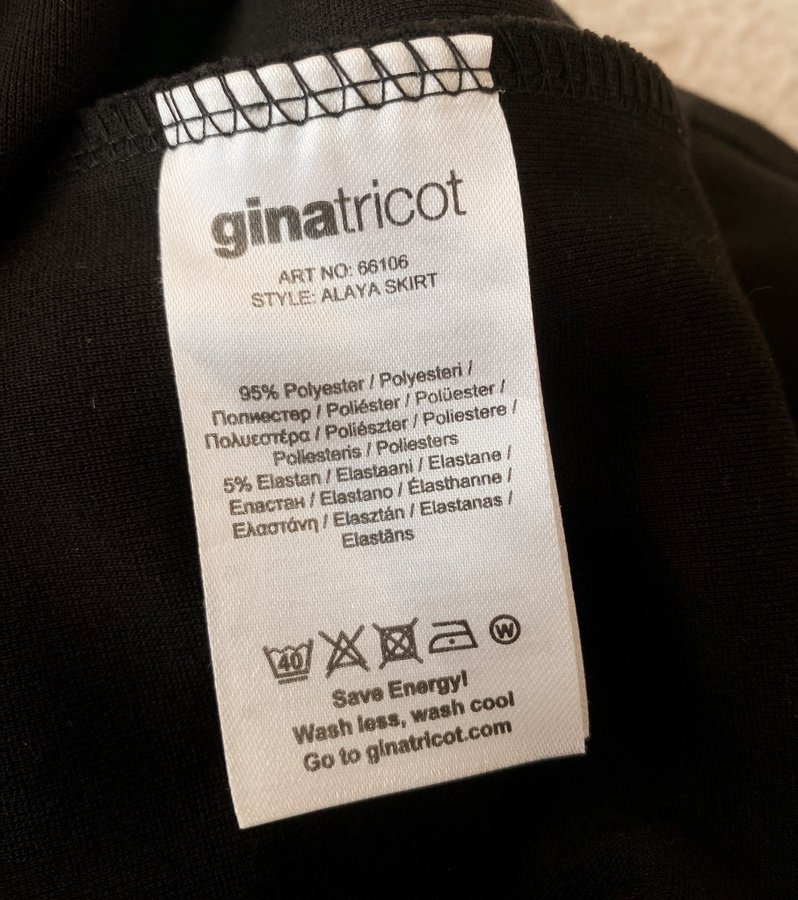 ginatricot
ART NO: 66106
STYLE: ALAYA SKIRT
95% Polyester / Polyesteri /
Полиестер / Poliéster / Polüester /
Πολυεστέρα / Poliészter / Poliestere /
Poliesteris / Poliesters
5% Elastan / Elastaani / Elastane /
Еластан / Elastano / Élasthanne /
Ελαστάνη / Elasztán / Elastanas /
Elastāns
40 W
Save Energy!
Wash less, wash cool
Go to ginatricot.com